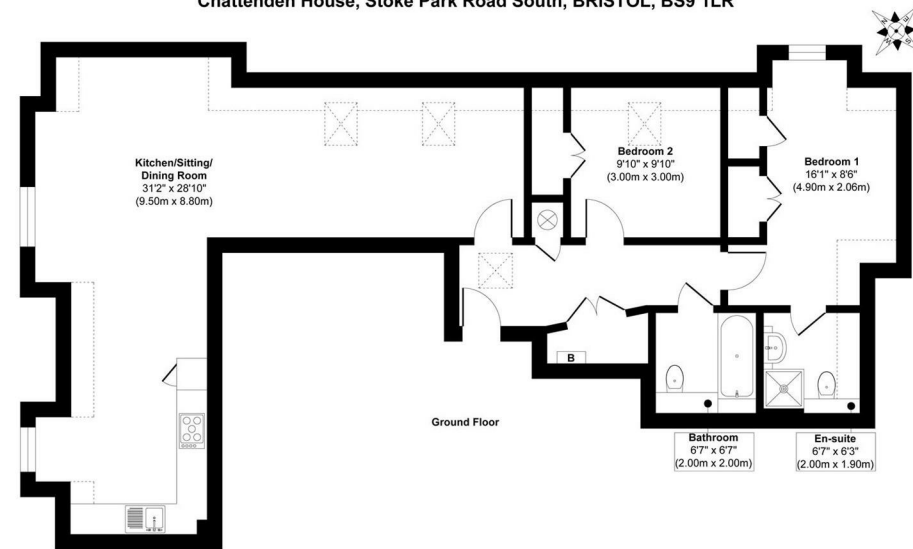 Chattenden House, Stoke Park Road South, BRISTOL, BS9 1LR
N
E
S
W
Kitchen/Sitting/
Dining Room
31'2" x 28'10"
(9.50m x 8.80m)
Bedroom 2
9'10" x 9'10"
(3.00m x 3.00m)
Bedroom 1
16'1" x 8'6"
(4.90m x 2.06m)
B
Ground Floor
Bathroom
6'7" x 6'7"
(2.00m x 2.00m)
En-suite
6'7" x 6'3"
(2.00m x 1.90m)